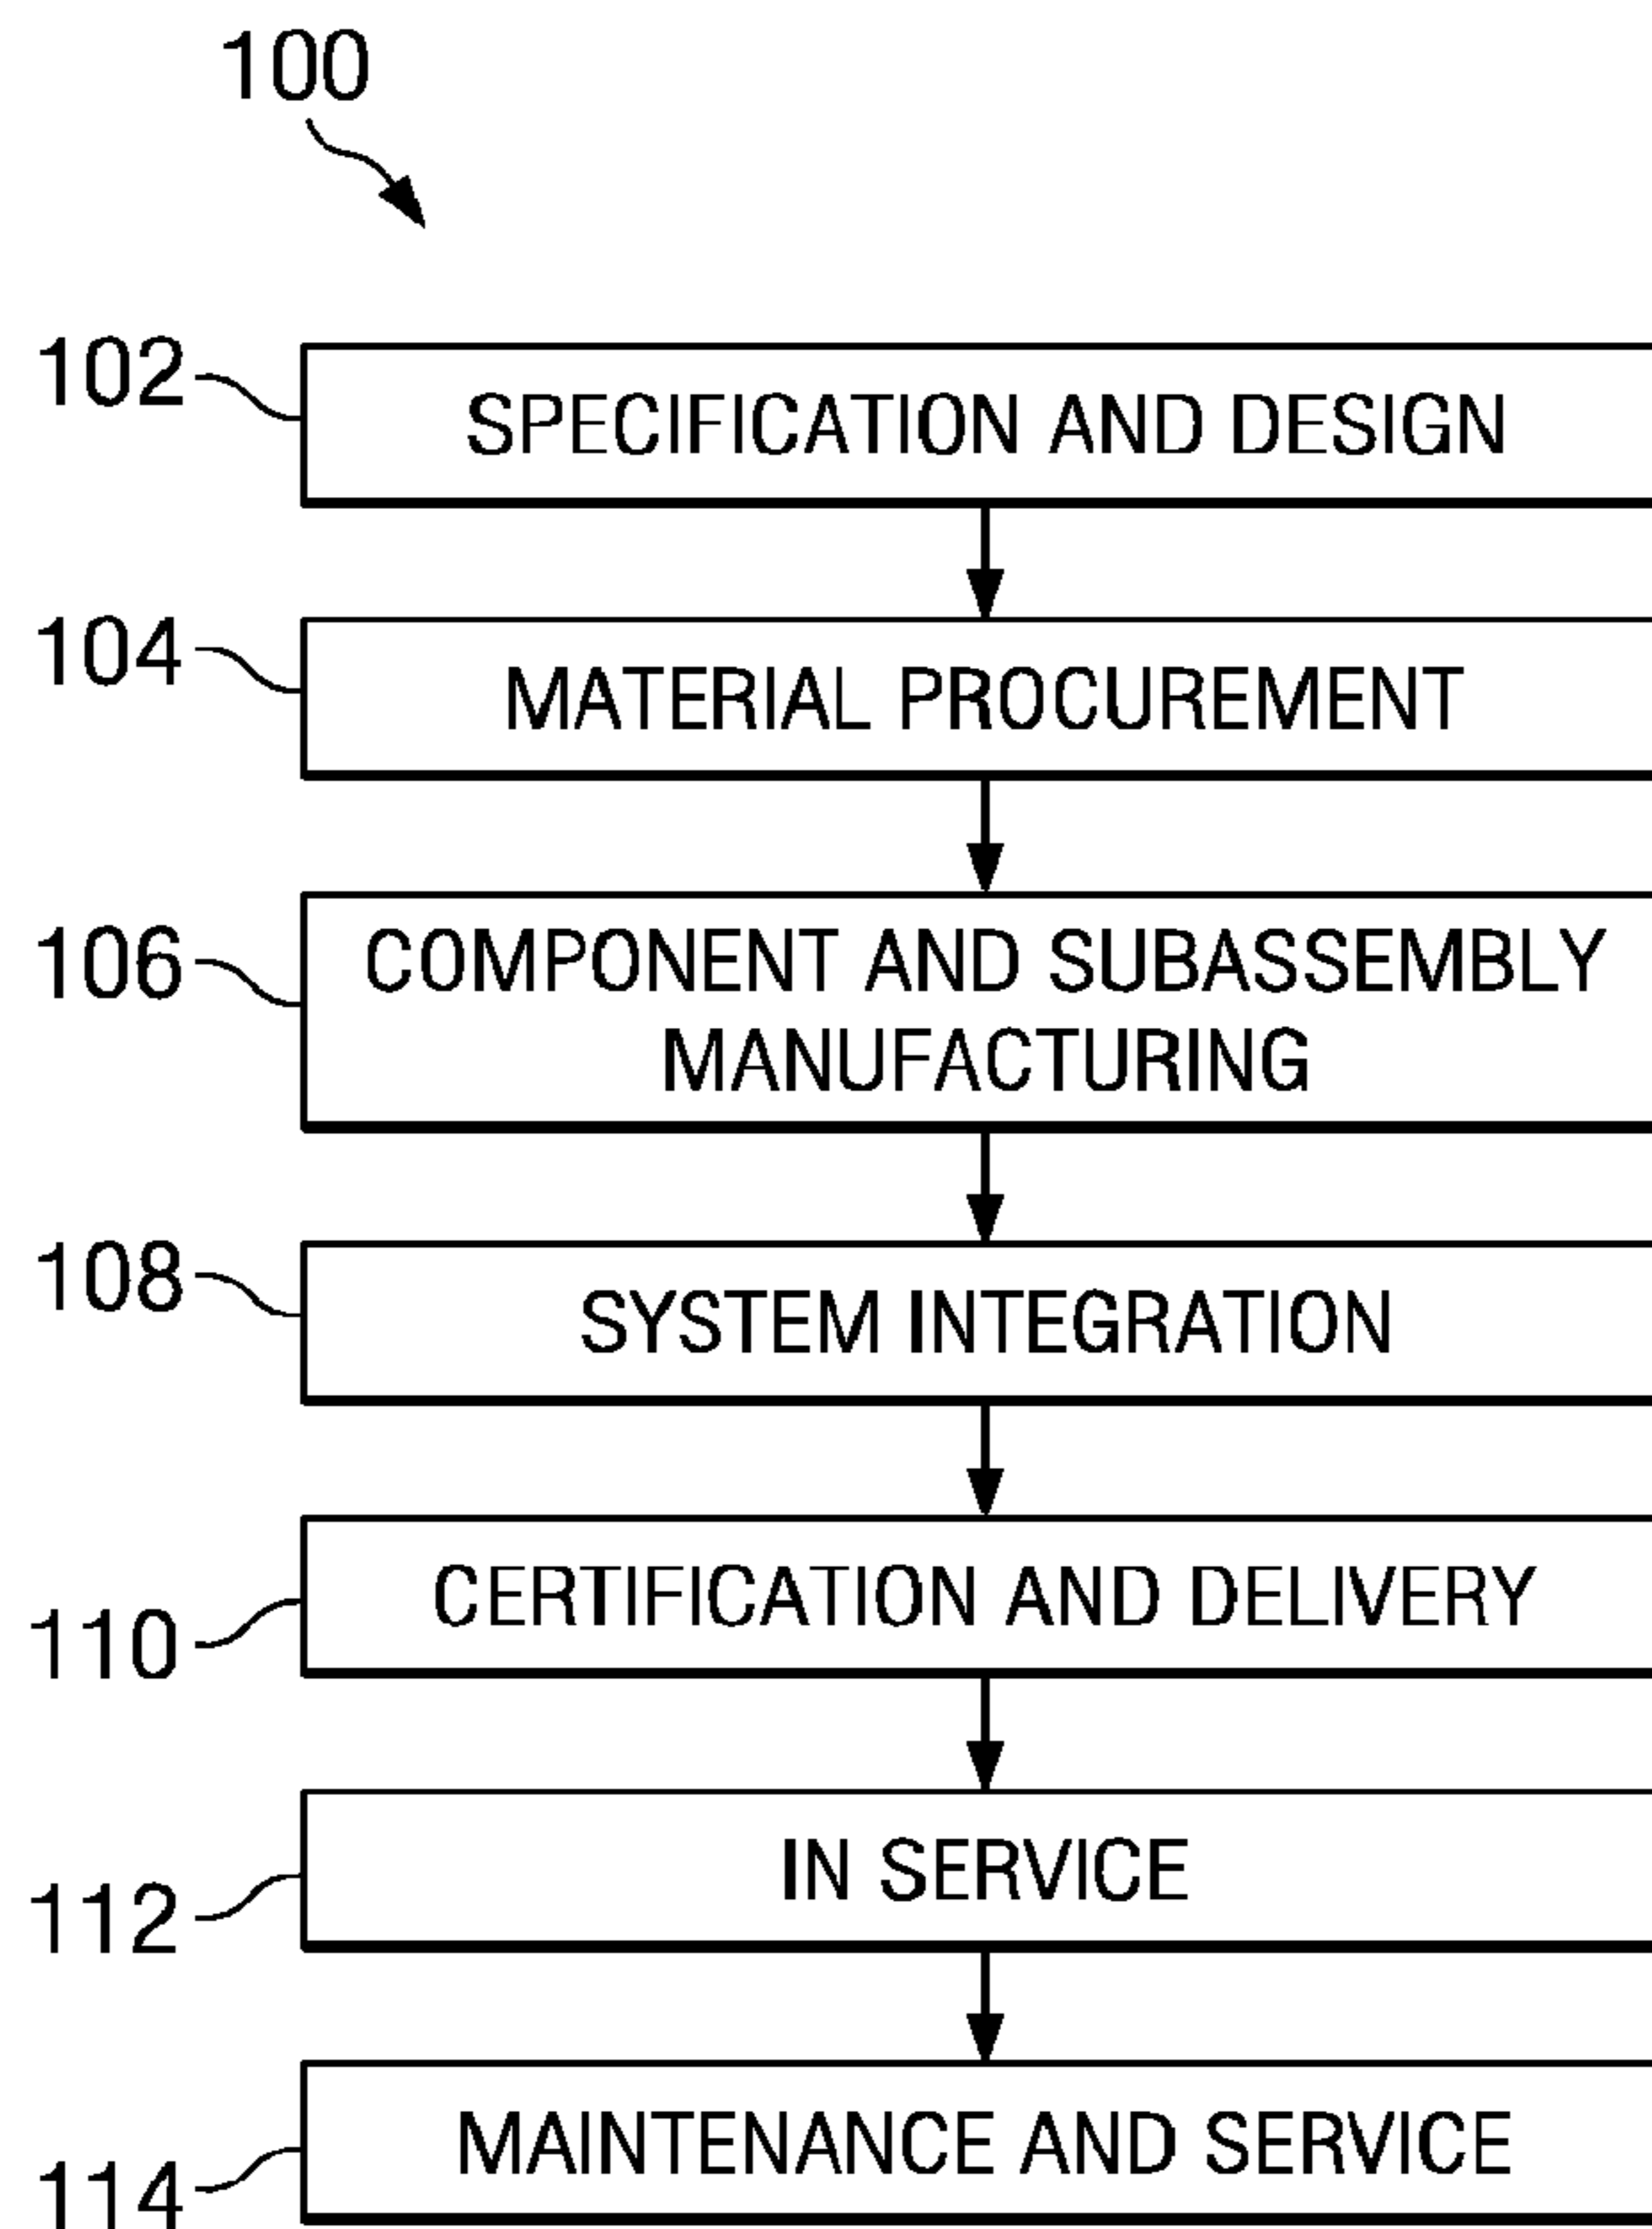 100
102
SPECIFICATION AND DESIGN
104
MATERIAL PROCUREMENT
106
COMPONENT AND SUBASSEMBLY
MANUFACTURING
108
SYSTEM INTEGRATION
110
CERTIFICATION AND DELIVERY
112
IN SERVICE
114
MAINTENANCE AND SERVICE